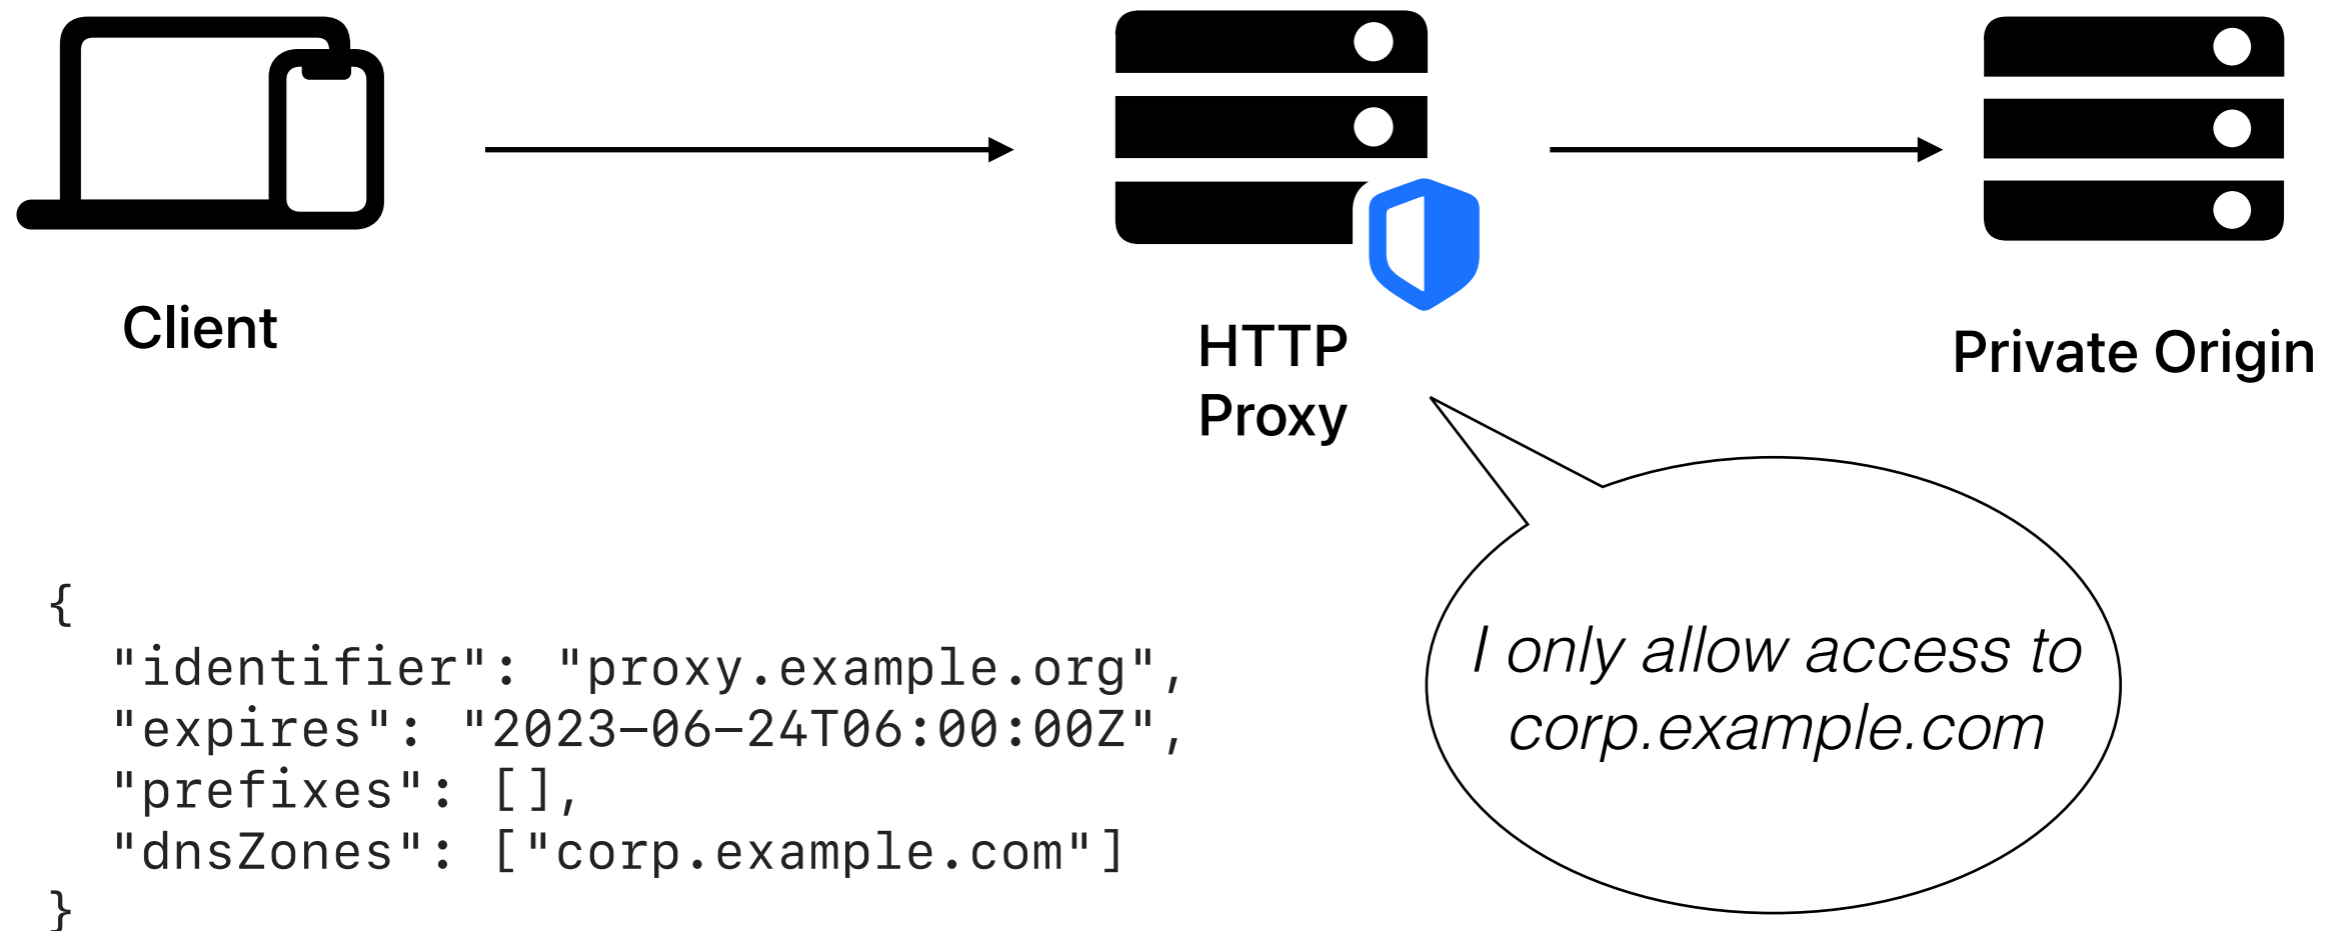 Client
HTTP
Proxy
Private Origin
I only allow access to
corp.example.com
{
  "identifier": "proxy.example.org",
  "expires": "2023-06-24T06:00:00Z",
  "prefixes": [],
  "dnsZones": ["corp.example.com"]
}